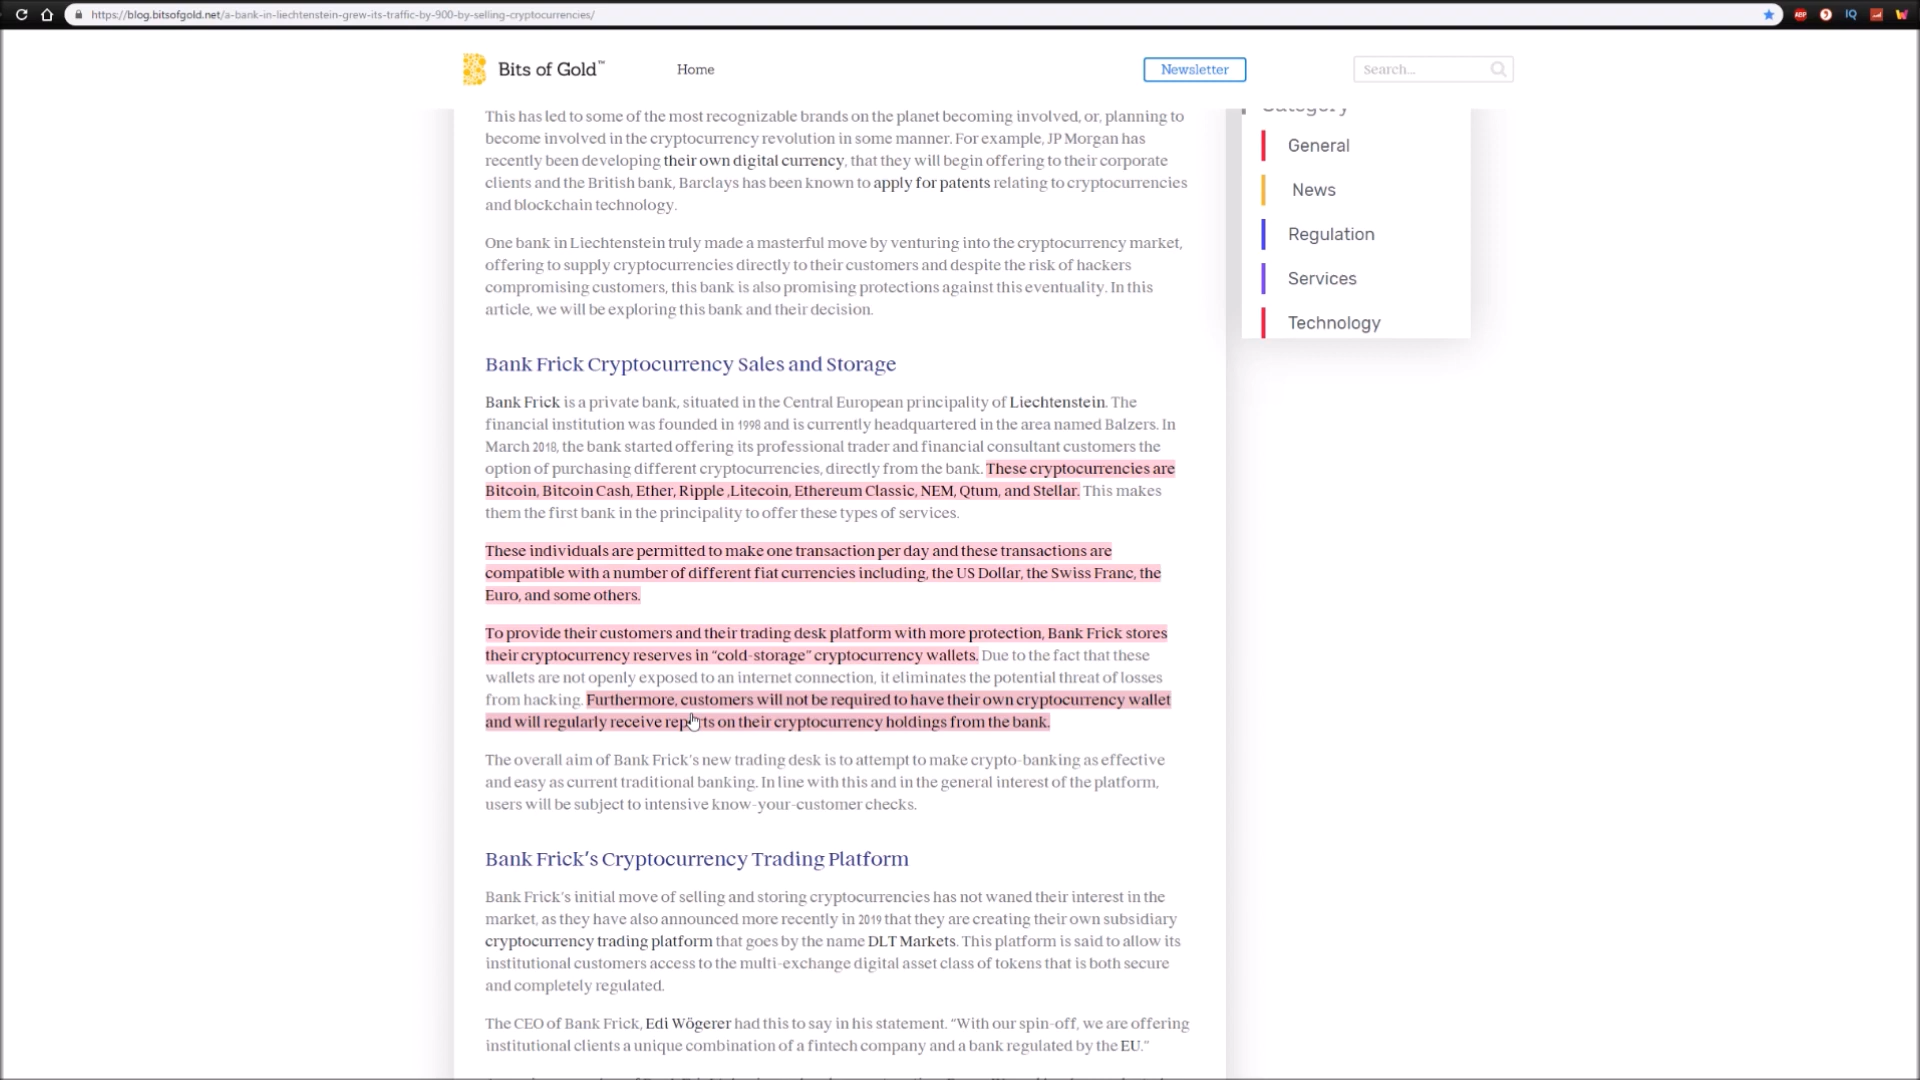 https://blog.bitsofgold.net/a-bank-in-liechtenstein-grew-its-traffic-by-900-by-selling-cryptocurrencies/
ABP
IQ
Bits of Gold™
Home
Newsletter
Search...
This has led to some of the most recognizable brands on the planet becoming involved, or, planning to
become involved in the cryptocurrency revolution in some manner. For example, JP Morgan has
recently been developing their own digital currency, that they will begin offering to their corporate
clients and the British bank, Barclays has been known to apply for patents relating to cryptocurrencies
and blockchain technology.
One bank in Liechtenstein truly made a masterful move by venturing into the cryptocurrency market,
offering to supply cryptocurrencies directly to their customers and despite the risk of hackers
compromising customers, this bank is also promising protections against this eventuality. In this
article, we will be exploring this bank and their decision.
Bank Frick Cryptocurrency Sales and Storage
Bank Frick is a private bank, situated in the Central European principality of Liechtenstein. The
financial institution was founded in 1998 and is currently headquartered in the area named Balzers. In
March 2018, the bank started offering its professional trader and financial consultant customers the
option of purchasing different cryptocurrencies, directly from the bank. These cryptocurrencies are
Bitcoin, Bitcoin Cash, Ether, Ripple ,Litecoin, Ethereum Classic, NEM, Qtum, and Stellar. This makes
them the first bank in the principality to offer these types of services.
These individuals are permitted to make one transaction per day and these transactions are
compatible with a number of different fiat currencies including, the US Dollar, the Swiss Franc, the
Euro, and some others.
To provide their customers and their trading desk platform with more protection, Bank Frick stores
their cryptocurrency reserves in “cold-storage” cryptocurrency wallets. Due to the fact that these
wallets are not openly exposed to an internet connection, it eliminates the potential threat of losses
from hacking. Furthermore, customers will not be required to have their own cryptocurrency wallet
and will regularly receive reports on their cryptocurrency holdings from the bank.
The overall aim of Bank Frick's new trading desk is to attempt to make crypto-banking as effective
and easy as current traditional banking. In line with this and in the general interest of the platform,
users will be subject to intensive know-your-customer checks.
Bank Frick's Cryptocurrency Trading Platform
Bank Frick's initial move of selling and storing cryptocurrencies has not waned their interest in the
market, as they have also announced more recently in 2019 that they are creating their own subsidiary
cryptocurrency trading platform that goes by the name DLT Markets. This platform is said to allow its
institutional customers access to the multi-exchange digital asset class of tokens that is both secure
and completely regulated.
The CEO of Bank Frick, Edi Wögerer had this to say in his statement. “With our spin-off, we are offering
institutional clients a unique combination of a fintech company and a bank regulated by the EU.”
Category
General
News
Regulation
Services
Technology